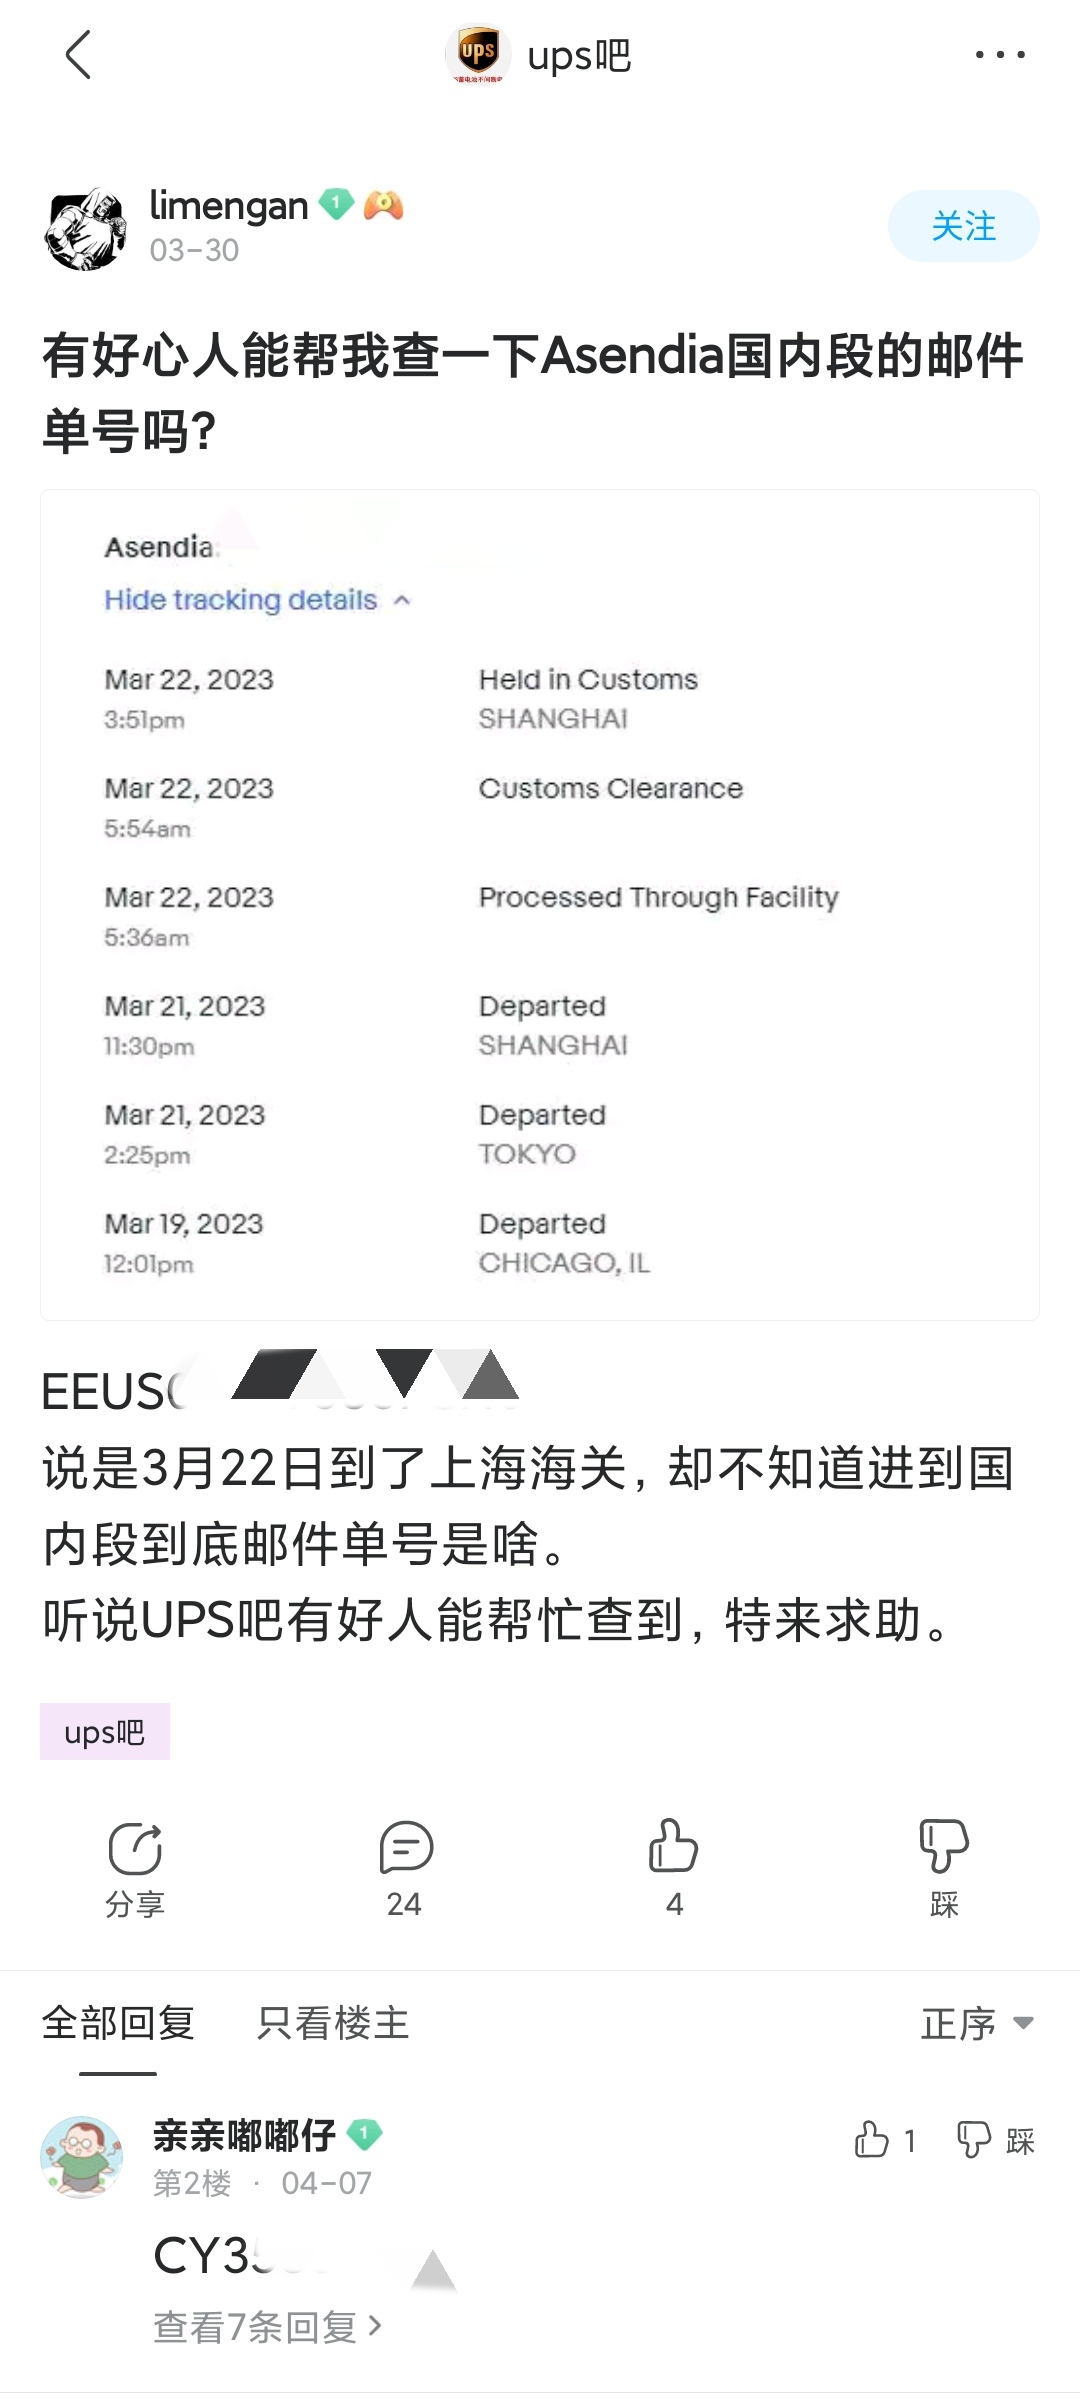 ups吧
limengan
03-30
关注
有好心人能帮我查一下Asendia国内段的邮件
单号吗?
Asendia:
Hide tracking details
Mar 22, 2023 Held in Customs
3:51pm SHANGHAI
Mar 22, 2023 Customs Clearance
5:54am
Mar 22, 2023 Processed Through Facility
5:36am
Mar 21, 2023 Departed
11:30pm SHANGHAI
Mar 21, 2023 Departed
2:25pm TOKYO
Mar 19, 2023 Departed
12:01pm CHICAGO, IL
EEUS
说是3月22日到了上海海关,却不知道进到国
内段到底邮件单号是啥。
听说UPS吧有好人能帮忙查到,特来求助。
ups吧
分享 24 4 踩
全部回复 只看楼主 正序
亲亲嘟嘟仔 1 踩
第2楼 · 04-07
CY3
查看7条回复